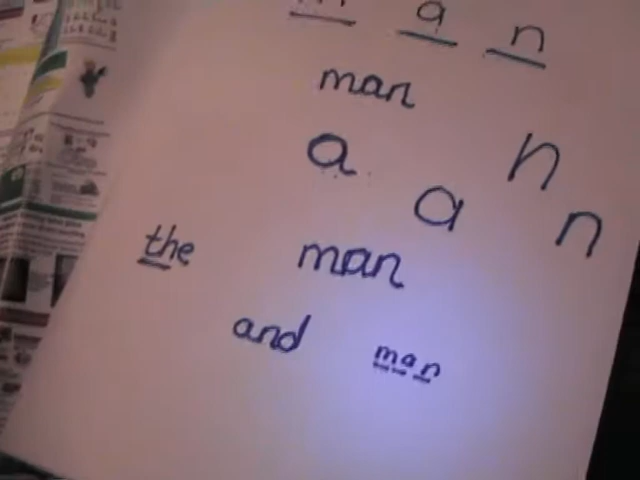 m a n
man
a n
a n
the man
and man